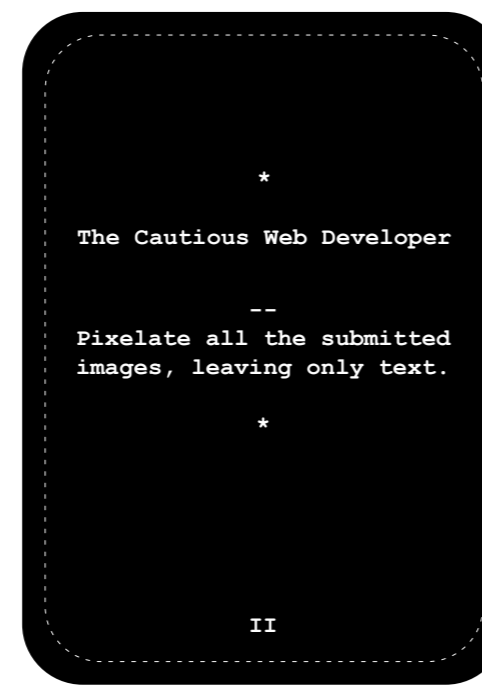 *
The Cautious Web Developer
--
Pixelate all the submitted
images, leaving only text.
*
II